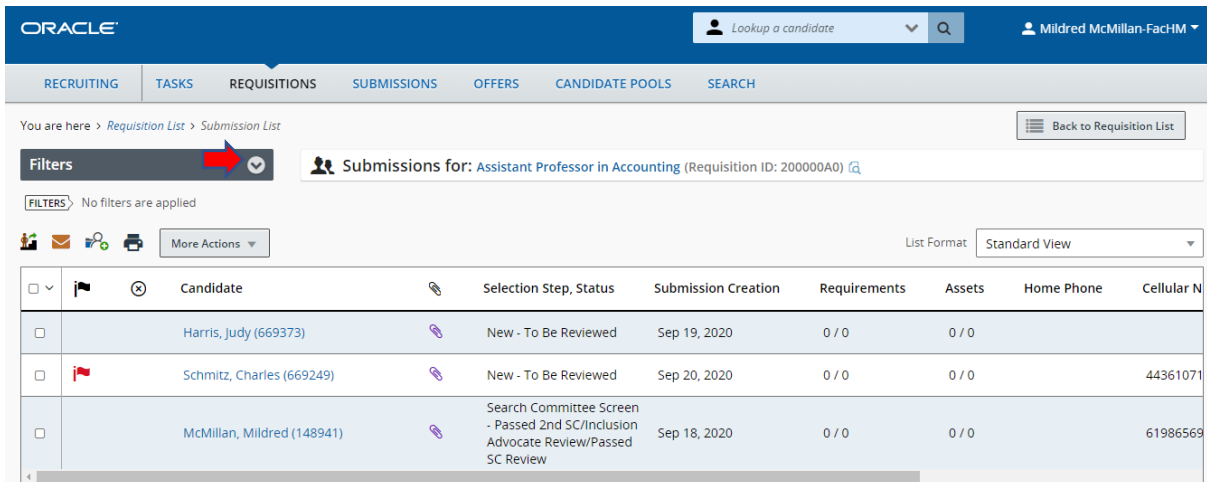 ORACLE
Lookup a candidate
Mildred McMillan-FacHM
RECRUITING TASKS REQUISITIONS SUBMISSIONS OFFERS CANDIDATE POOLS SEARCH
You are here > Requisition List > Submission List
Back to Requisition List
Filters
Submissions for: Assistant Professor in Accounting (Requisition ID: 200000A0)
FILTERS No filters are applied
More Actions
List Format Standard View
Candidate Selection Step, Status Submission Creation Requirements Assets Home Phone Cellular N
Harris, Judy (669373) New - To Be Reviewed Sep 19, 2020 0 / 0 0 / 0
Schmitz, Charles (669249) New - To Be Reviewed Sep 20, 2020 0 / 0 0 / 0 44361071
Search Committee Screen
- Passed 2nd SC/Inclusion
McMillan, Mildred (148941) Advocate Review/Passed Sep 18, 2020 0 / 0 0 / 0 61986569
SC Review